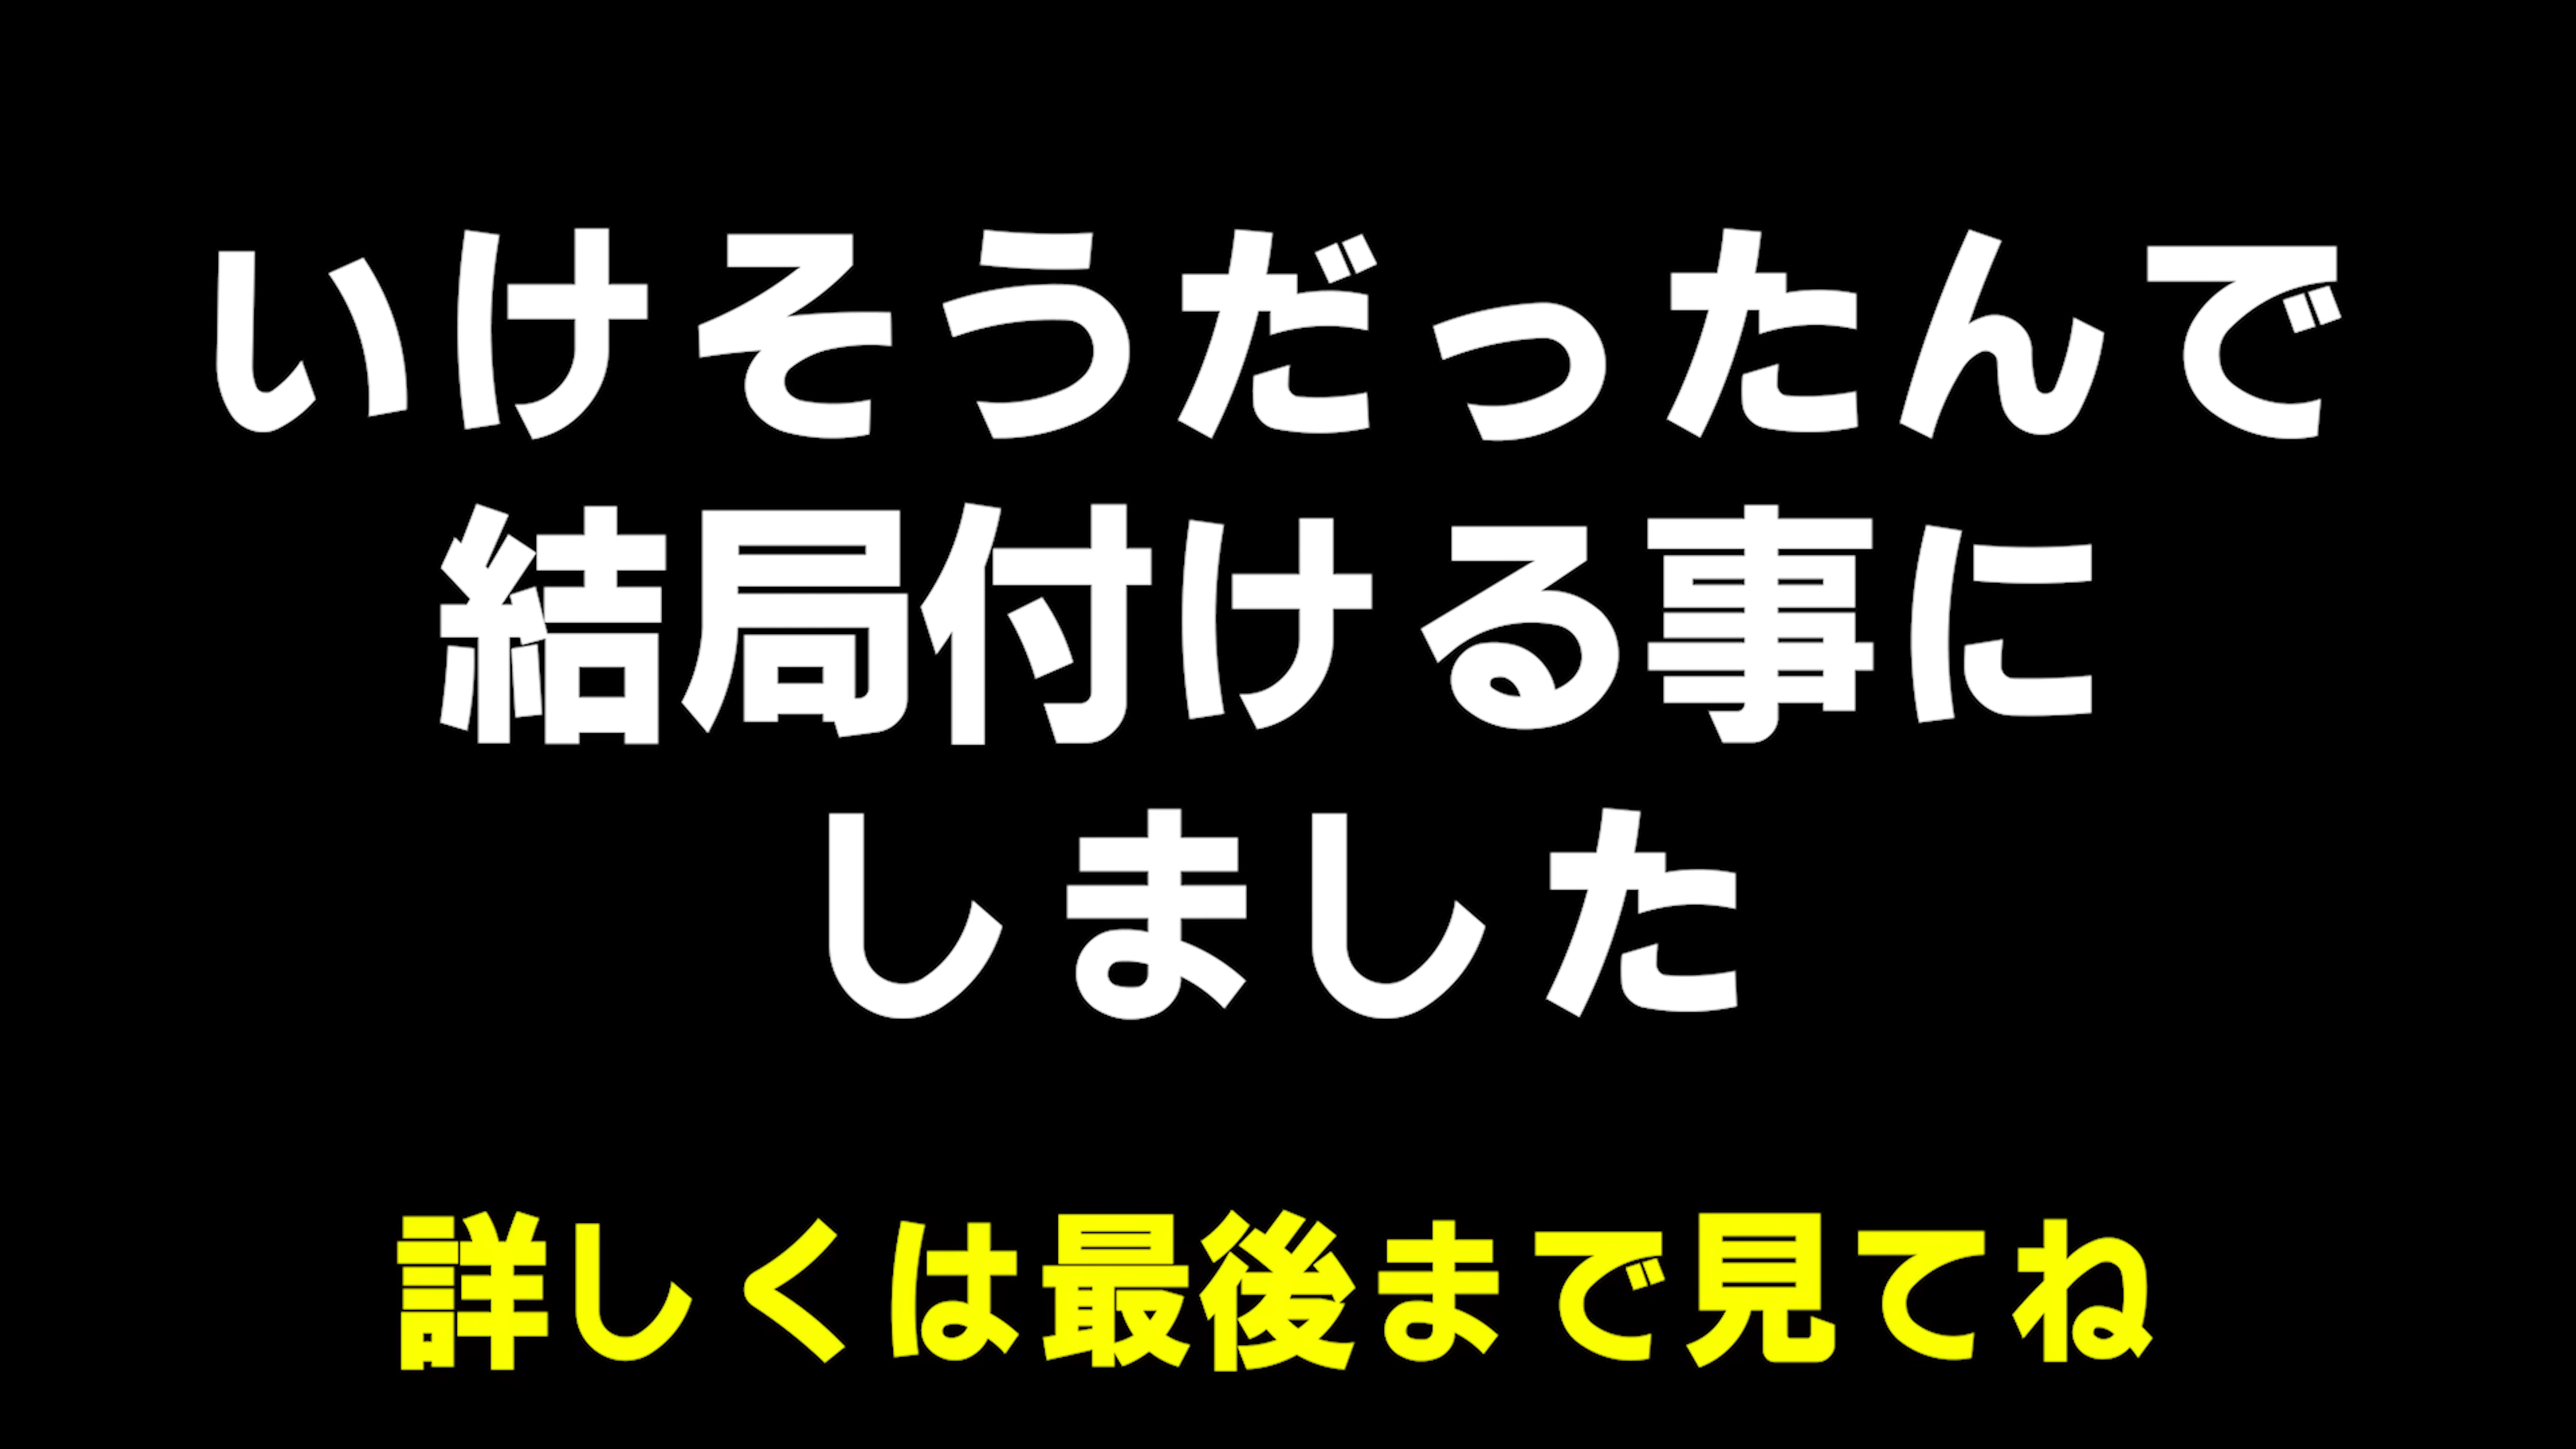 いけそうだったんで
結局付ける事に
しました
詳しくは最後まで見てね